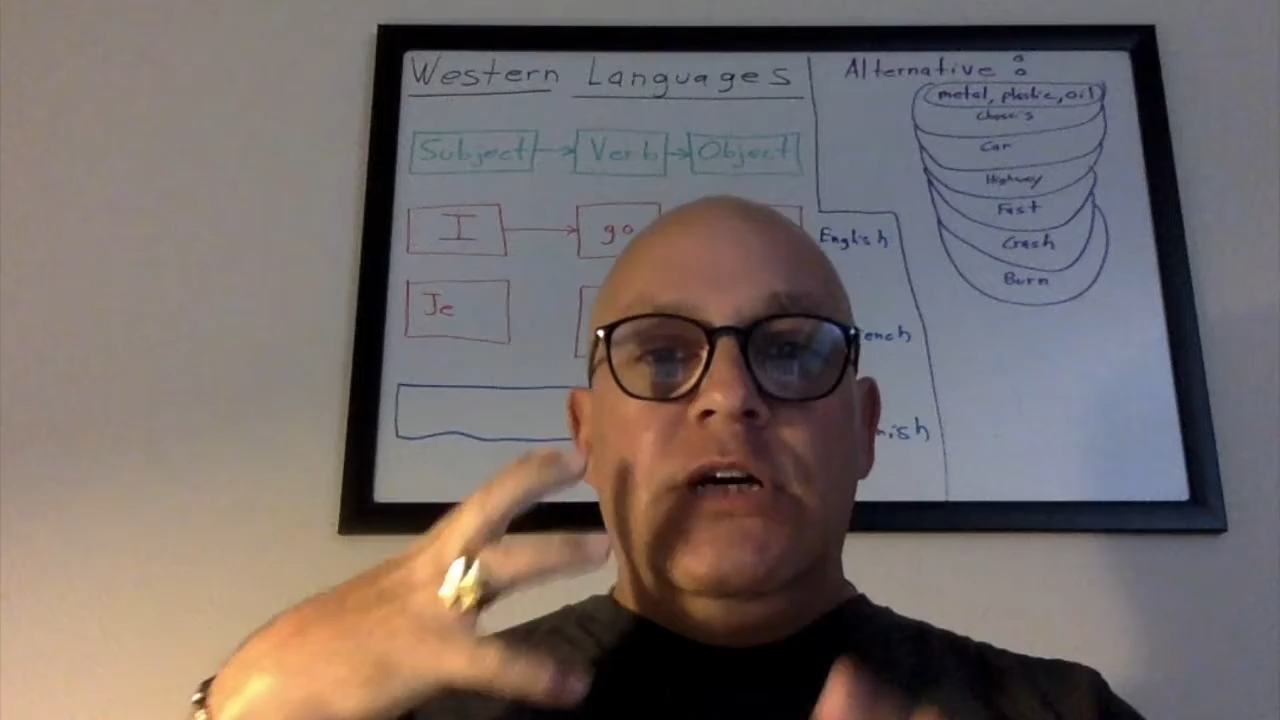 Western Languages
Subject Verb Object
I go
English
Je
ench
nish
Alternative :
metal, plastic, oil
chassis
Car
Highway
Fast
Crash
Burn